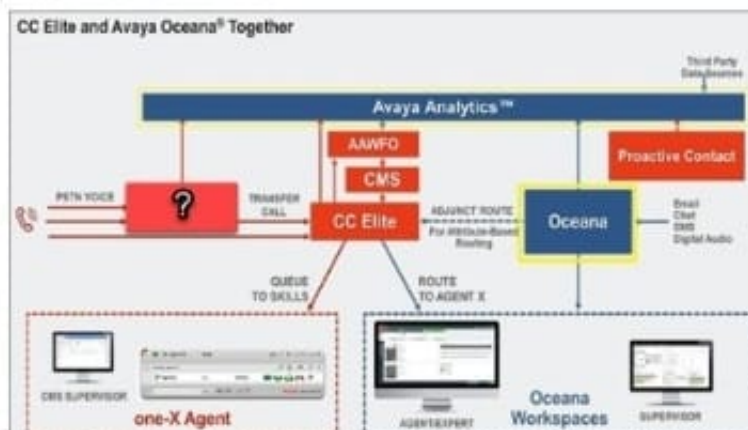 CC Elite and Avaya Oceana® Together
Third Party
Data Sources
Avaya Analytics™
AAWFO
Proactive Contact
CMS
PSTN VOICE
?
TRANSFER
CALL
CC Elite
ADJUNCT ROUTE
For Attribute-Based
Routing
Oceana
Email
Chat
SMS
Digital Audio
QUEUE
TO SKILLS
ROUTE
TO AGENT X
CMS SUPERVISOR
one-X Agent
AGENT/EXPERT
Oceana
Workspaces
SUPERVISOR